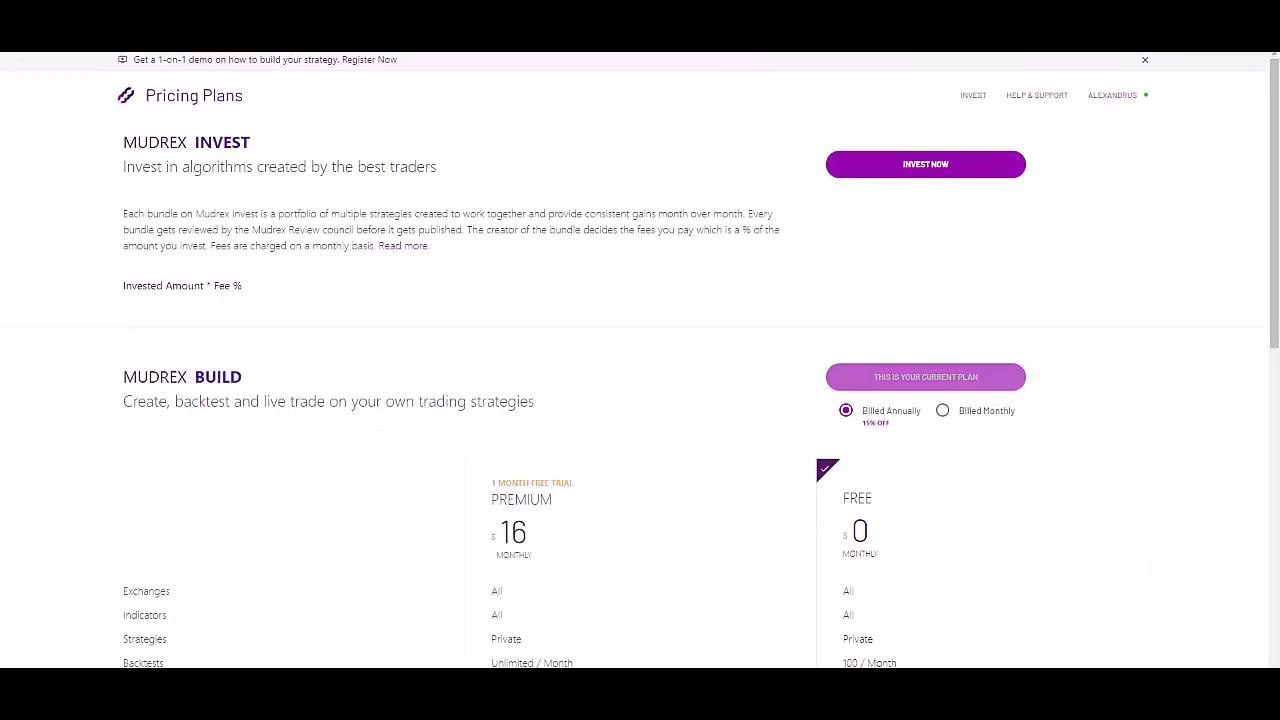 Get a 1-on-1 demo on how to build your strategy. Register Now
Pricing Plans
INVEST
HELP & SUPPORT
ALEXANDRUS
MUDREX INVEST
Invest in algorithms created by the best traders
INVEST NOW
Each bundle on Mudrex Invest is a portfolio of multiple strategies created to work together and provide consistent gains month over month. Every
bundle gets reviewed by the Mudrex Review council before it gets published. The creator of the bundle decides the fees you pay which is a % of the
amount you invest. Fees are charged on a monthly basis. Read more.
Invested Amount * Fee %
MUDREX BUILD
Create, backtest and live trade on your own trading strategies
THIS IS YOUR CURRENT PLAN
Billed Annually
15% OFF
Billed Monthly
1 MONTH FREE TRIAL
PREMIUM
$ 16
MONTHLY
FREE
$ 0
MONTHLY
Exchanges All All
Indicators All All
Strategies Private Private
Backtests Unlimited / Month 100 / Month